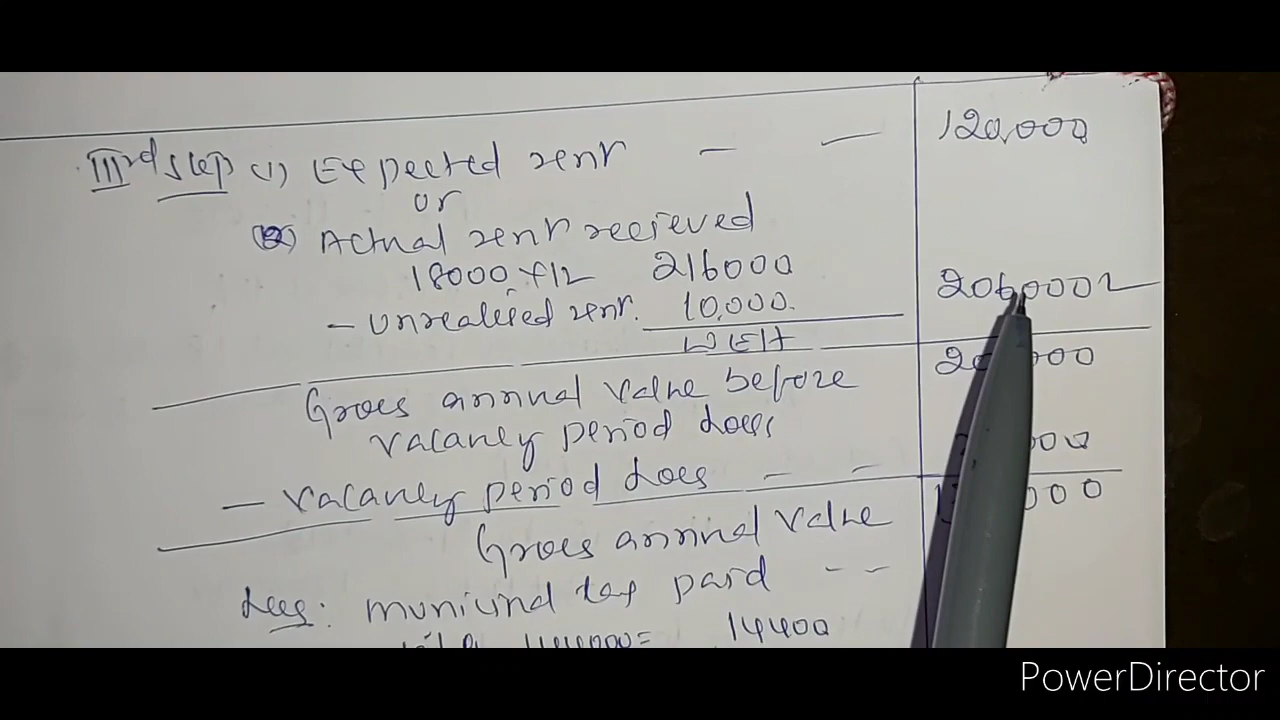 IIIrd step (1) Expected rent — — 120,000
or
(2) Actual rent recieved
18000 x 12 216000
- unrealised rent. 10,000. 206000
W E H
Gross annual value before
vacancy period Loss
- vacancy period Loss - -
Gross annual value
Less: municipal tax paid --
144000= 14400
PowerDirector